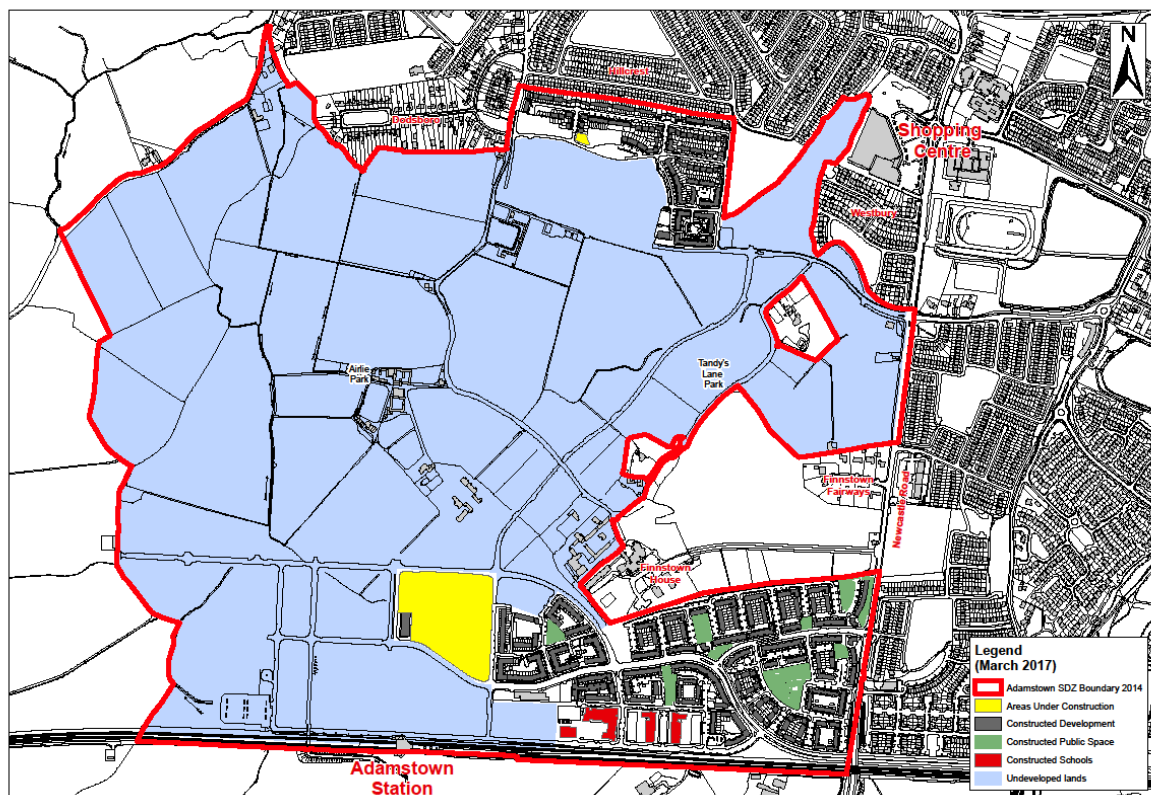 N
Hillcrest
Dodsboro
Shopping
Centre
Westbury
Airlie
Park
Tandy's
Lane
Park
Finnstown
Fairways
Newcastle Road
Finnstown
House
Adamstown
Station
Legend
(March 2017)
Adamstown SDZ Boundary 2014
Areas Under Construction
Constructed Development
Constructed Public Space
Constructed Schools
Undeveloped lands